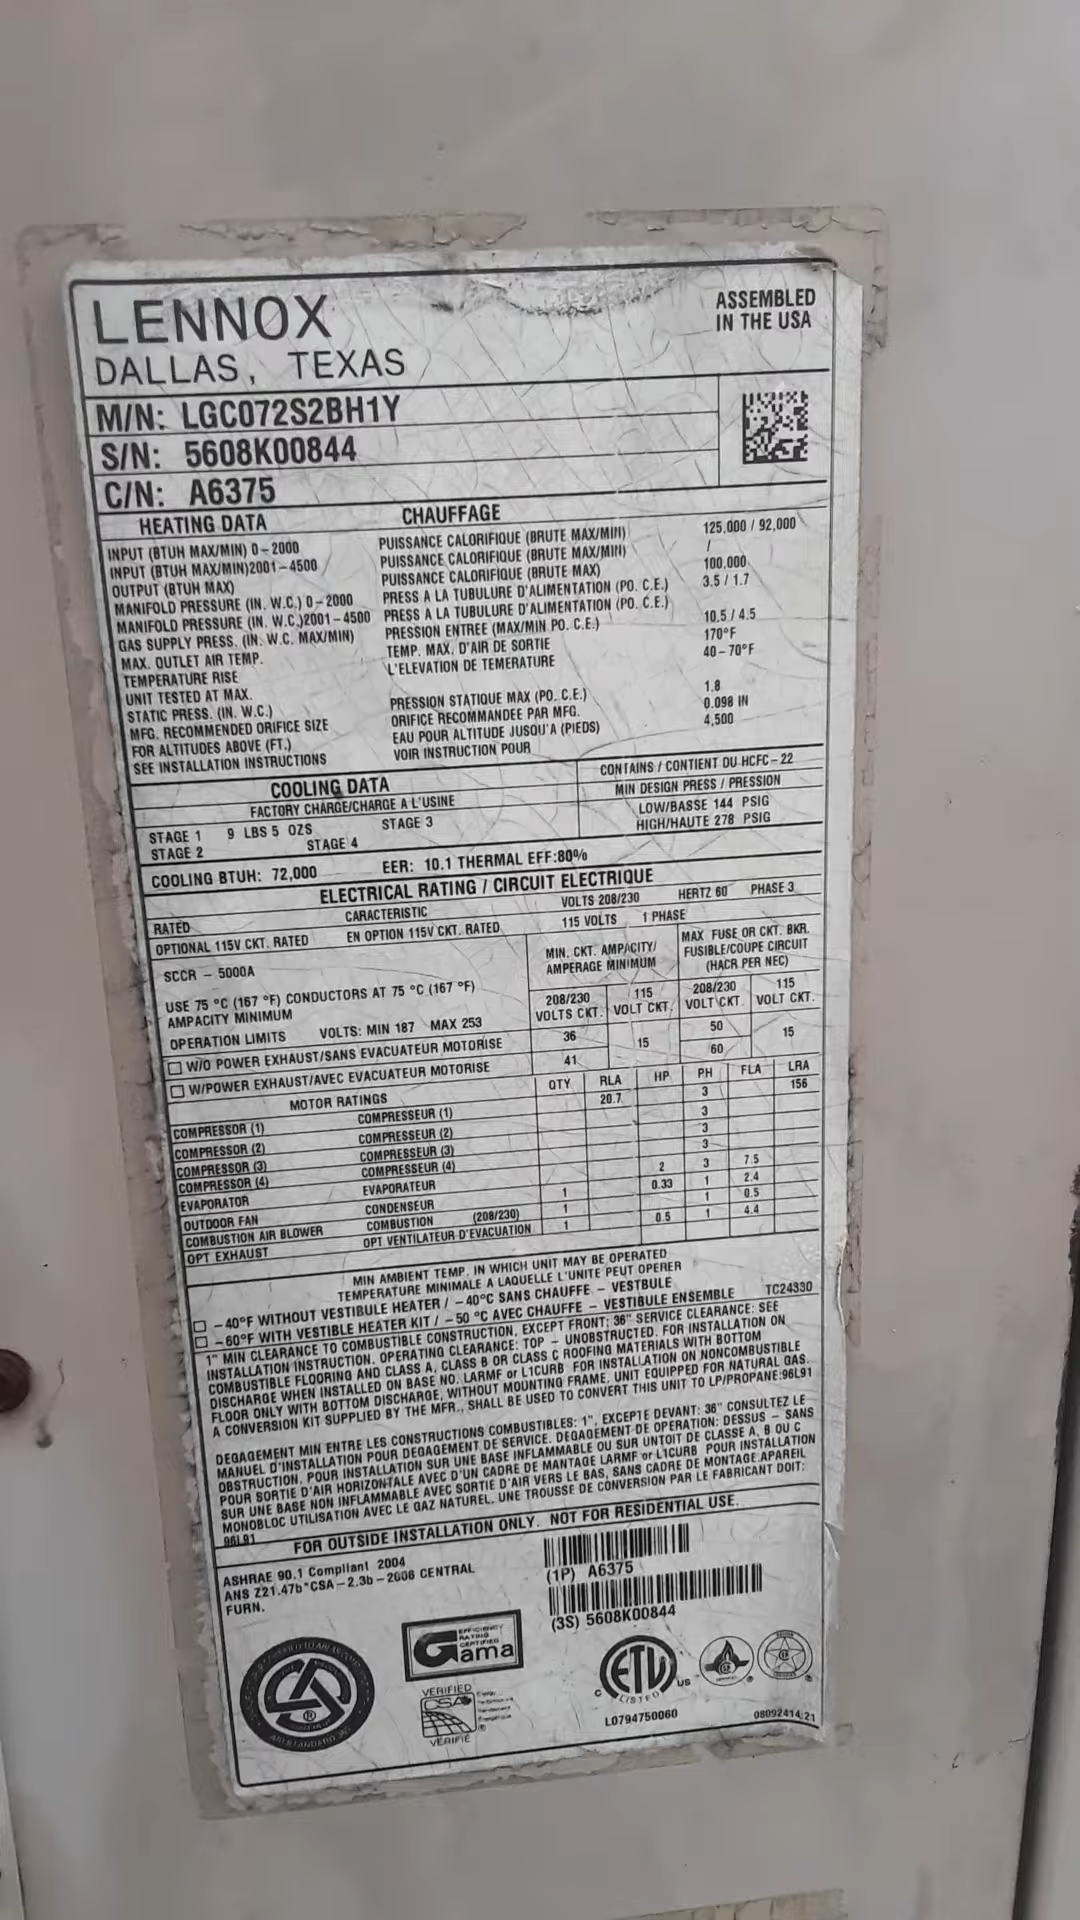 LENNOX
ASSEMBLED
IN THE USA
DALLAS, TEXAS
M/N: LGC072S2BH1Y
S/N: 5608K00844
C/N: A6375
HEATING DATA CHAUFFAGE
INPUT (BTUH MAX/MIN) 0-2000 PUISSANCE CALORIFIQUE (BRUTE MAX/MIN) 125,000 / 92,000
INPUT (BTUH MAX/MIN)2001-4500 PUISSANCE CALORIFIQUE (BRUTE MAX/MIN) /
OUTPUT (BTUH MAX) PUISSANCE CALORIFIQUE (BRUTE MAX) 100,000
MANIFOLD PRESSURE (IN. W.C.) 0-2000 PRESS A LA TUBULURE D'ALIMENTATION (PO. C.E.) 3.5 / 1.7
MANIFOLD PRESSURE (IN. W.C.)2001-4500 PRESS A LA TUBULURE D'ALIMENTATION (PO. C.E.)
GAS SUPPLY PRESS. (IN. W.C. MAX/MIN) PRESSION ENTREE (MAX/MIN PO. C.E.) 10.5 / 4.5
MAX. OUTLET AIR TEMP. TEMP. MAX. D'AIR DE SORTIE 170°F
TEMPERATURE RISE L'ELEVATION DE TEMERATURE 40-70°F
UNIT TESTED AT MAX.
STATIC PRESS. (IN. W.C.) PRESSION STATIQUE MAX (PO. C.E.) 1.8
MFG. RECOMMENDED ORIFICE SIZE ORIFICE RECOMMANDEE PAR MFG. 0.098 IN
FOR ALTITUDES ABOVE (FT.) EAU POUR ALTITUDE JUSQU'A (PIEDS) 4,500
SEE INSTALLATION INSTRUCTIONS VOIR INSTRUCTION POUR
COOLING DATA
CONTAINS / CONTIENT DU HCFC-22
FACTORY CHARGE/CHARGE A L'USINE
MIN DESIGN PRESS / PRESSION
STAGE 1 9 LBS 5 OZS STAGE 3
LOW/BASSE 144 PSIG
STAGE 2 STAGE 4
HIGH/HAUTE 278 PSIG
COOLING BTUH: 72,000 EER: 10.1 THERMAL EFF:80%
ELECTRICAL RATING / CIRCUIT ELECTRIQUE
RATED CARACTERISTIC VOLTS 208/230 HERTZ 60 PHASE 3
OPTIONAL 115V CKT. RATED EN OPTION 115V CKT. RATED 115 VOLTS 1 PHASE
SCCR - 5000A
MIN. CKT. AMPACITY/
AMPERAGE MINIMUM
MAX FUSE OR CKT. BKR.
FUSIBLE/COUPE CIRCUIT
(HACR PER NEC)
USE 75 °C (167 °F) CONDUCTORS AT 75 °C (167 °F)
AMPACITY MINIMUM
208/230 VOLTS CKT. 115 VOLT CKT. 208/230 VOLT CKT. 115 VOLT CKT.
OPERATION LIMITS VOLTS: MIN 187 MAX 253
W/O POWER EXHAUST/SANS EVACUATEUR MOTORISE 36 15 50 15
W/POWER EXHAUST/AVEC EVACUATEUR MOTORISE 41 60
MOTOR RATINGS QTY RLA HP PH FLA LRA
COMPRESSOR (1) COMPRESSEUR (1) 20.7 3 156
COMPRESSOR (2) COMPRESSEUR (2) 3
COMPRESSOR (3) COMPRESSEUR (3) 3
COMPRESSOR (4) COMPRESSEUR (4) 3
EVAPORATOR EVAPORATEUR 2 3 7.5
OUTDOOR FAN CONDENSEUR 1 0.33 1 2.4
COMBUSTION AIR BLOWER COMBUSTION (208/230) 1 1 0.5
OPT EXHAUST OPT VENTILATEUR D'EVACUATION 1 0.5 1 4.4
MIN AMBIENT TEMP. IN WHICH UNIT MAY BE OPERATED
TEMPERATURE MINIMALE A LAQUELLE L'UNITE PEUT OPERER
-40°F WITHOUT VESTIBULE HEATER / -40°C SANS CHAUFFE - VESTBULE
-60°F WITH VESTIBLE HEATER KIT / -50 °C AVEC CHAUFFE - VESTIBULE ENSEMBLE TC24330
1" MIN CLEARANCE TO COMBUSTIBLE CONSTRUCTION, EXCEPT FRONT: 36" SERVICE CLEARANCE: SEE
INSTALLATION INSTRUCTION. OPERATING CLEARANCE: TOP - UNOBSTRUCTED. FOR INSTALLATION ON
COMBUSTIBLE FLOORING AND CLASS A, CLASS B OR CLASS C ROOFING MATERIALS WITH BOTTOM
DISCHARGE WHEN INSTALLED ON BASE NO. LARMF or L1CURB FOR INSTALLATION ON NONCOMBUSTIBLE
FLOOR ONLY WITH BOTTOM DISCHARGE, WITHOUT MOUNTING FRAME. UNIT EQUIPPED FOR NATURAL GAS.
A CONVERSION KIT SUPPLIED BY THE MFR., SHALL BE USED TO CONVERT THIS UNIT TO LP/PROPANE:96L91
DEGAGEMENT MIN ENTRE LES CONSTRUCTIONS COMBUSTIBLES: 1", EXCEPTE DEVANT: 36" CONSULTEZ LE
MANUEL D'INSTALLATION POUR DEGAGEMENT DE SERVICE. DEGAGEMENT DE OPERATION: DESSUS - SANS
OBSTRUCTION. POUR INSTALLATION SUR UNE BASE INFLAMMABLE OU SUR UNTOIT DE CLASSE A, B OU C
POUR SORTIE D'AIR HORIZONTALE AVEC D'UN CADRE DE MANTAGE LARMF or L1CURB POUR INSTALLATION
SUR UNE BASE NON INFLAMMABLE AVEC SORTIE D'AIR VERS LE BAS, SANS CADRE DE MONTAGE.APAREIL
MONOBLOC UTILISATION AVEC LE GAZ NATUREL. UNE TROUSSE DE CONVERSION PAR LE FABRICANT DOIT:
96L91
FOR OUTSIDE INSTALLATION ONLY. NOT FOR RESIDENTIAL USE.
ASHRAE 90.1 Compliant 2004
ANS Z21.47b*CSA-2.3b-2006 CENTRAL
FURN.
(1P) A6375
(3S) 5608K00844
Gama
EFFICIENCY
RATING
CERTIFIED
VERIFIED
CSA
VERIFIÉ
ETL
LISTED
C US
L0794750060
08092414:21